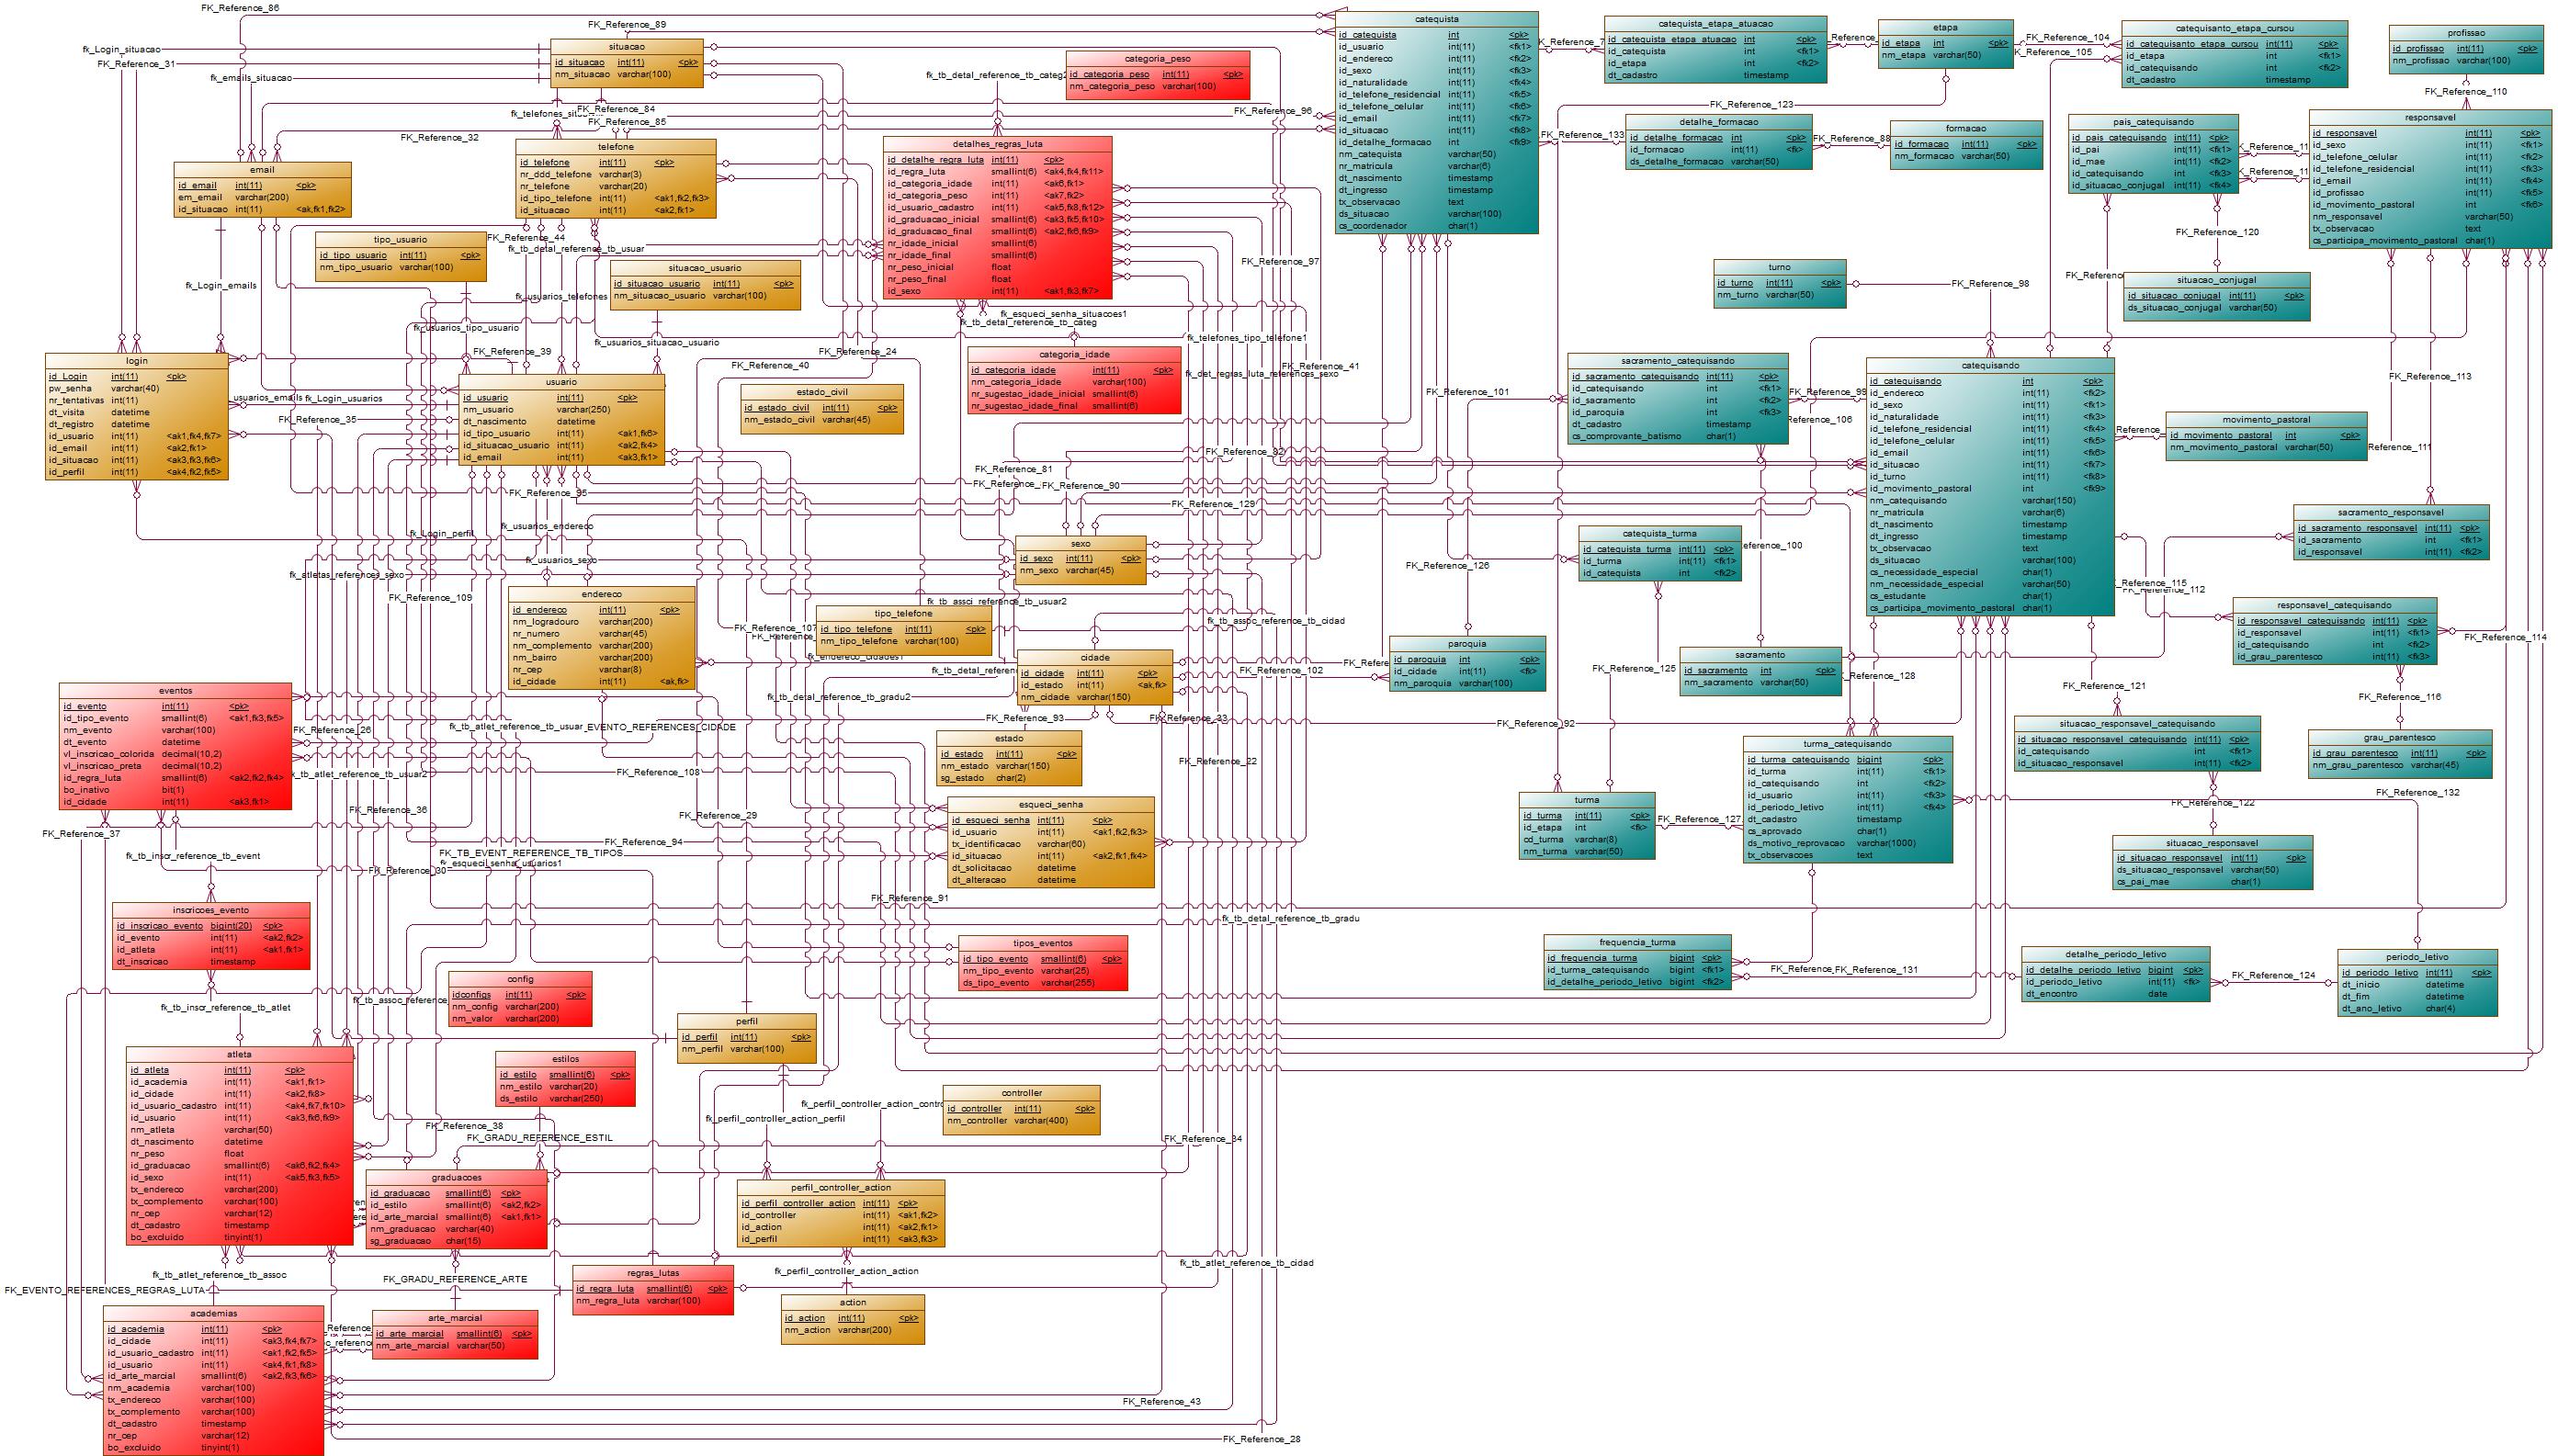 FK_Reference_86
FK_Reference_89
fk_Login_situacao
FK_Reference_31
fk_emails_situacao
situacao
id_situacao int(11) <pk>
nm_situacao varchar(100)
fk_tb_detal_reference_tb_categ2
categoria_peso
id_categoria_peso int(11) <pk>
nm_categoria_peso varchar(100)
catequista
id_catequista int <pk>
id_usuario int(11) <fk1>
id_endereco int(11) <fk2>
id_sexo int(11) <fk3>
id_naturalidade int(11) <fk4>
id_telefone_residencial int(11) <fk5>
id_telefone_celular int(11) <fk6>
id_email int(11) <fk7>
id_situacao int(11) <fk8>
id_detalhe_formacao int <fk9>
nm_catequista varchar(50)
nr_matricula varchar(6)
dt_nascimento timestamp
dt_ingresso timestamp
tx_observacao text
ds_situacao varchar(100)
cs_coordenador char(1)
catequista_etapa_atuacao
id_catequista_etapa_atuacao int <pk>
id_catequista int <fk1>
id_etapa int <fk2>
dt_cadastro timestamp
etapa
id_etapa int <pk>
nm_etapa varchar(50)
FK_Reference_104
K_Reference_105
catequisanto_etapa_cursou
id_catequisanto_etapa_cursou int(11) <pk>
id_etapa int <fk1>
id_catequisando int <fk2>
dt_cadastro timestamp
profissao
id_profissao int(11) <pk>
nm_profissao varchar(100)
FK_Reference_110
FK_Reference_123
FK_Reference_133
detalhe_formacao
id_detalhe_formacao int <pk>
id_formacao int(11) <fk>
ds_detalhe_formacao varchar(50)
FK_Reference_88
formacao
id_formacao int(11) <pk>
nm_formacao varchar(50)
pais_catequisando
id_pais_catequisando int(11) <pk>
id_pai int(11) <fk1>
id_mae int(11) <fk2>
id_catequisando int <fk3>
id_situacao_conjugal int(11) <fk4>
K_Reference_11
K_Reference_11
responsavel
id_responsavel int(11) <pk>
id_sexo int(11) <fk1>
id_telefone_celular int(11) <fk2>
id_telefone_residencial int(11) <fk3>
id_email int(11) <fk4>
id_profissao int(11) <fk5>
id_movimento_pastoral int <fk6>
nm_responsavel varchar(50)
tx_observacao text
cs_participa_movimento_pastoral char(1)
FK_Reference_84
FK_Reference_85
FK_Reference_96
FK_Reference_32
email
id_email int(11) <pk>
em_email varchar(200)
id_situacao int(11) <ak,fk1,fk2>
telefone
id_telefone int(11) <pk>
nr_ddd_telefone varchar(3)
nr_telefone varchar(20)
id_tipo_telefone int(11) <ak1,fk2,fk3>
id_situacao int(11) <ak2,fk1>
detalhes_regras_luta
id_detalhe_regra_luta int(11) <pk>
id_regra_luta smallint(6) <ak4,fk4,fk11>
id_categoria_idade int(11) <ak6,fk1>
id_categoria_peso int(11) <ak7,fk2>
id_usuario_cadastro int(11) <ak5,fk8,fk12>
id_graduacao_inicial smallint(6) <ak3,fk5,fk10>
id_graduacao_final smallint(6) <ak2,fk6,fk9>
nr_idade_inicial smallint(6)
nr_idade_final smallint(6)
nr_peso_inicial float
nr_peso_final float
id_sexo int(11) <ak1,fk3,fk7>
tipo_usuario
id_tipo_usuario int(11) <pk>
nm_tipo_usuario varchar(100)
FK_Reference_44
fk_tb_detal_reference_tb_usuar
situacao_usuario
id_situacao_usuario int(11) <pk>
nm_situacao_usuario varchar(100)
FK_Reference_97
FK_Reference_120
turno
id_turno int(11) <pk>
nm_turno varchar(50)
FK_Reference_98
situacao_conjugal
id_situacao_conjugal int(11) <pk>
ds_situacao_conjugal varchar(50)
fk_Login_emails
fk_usuarios_telefones
fk_esqueci_senha_situacoes1
fk_tb_detal_reference_tb_categ
fk_usuarios_tipo_usuario
fk_usuarios_situacao_usuario
fk_telefones_tipo_telefone1
FK_Reference_39
FK_Reference_40
FK_Reference_24
FK_Reference_41
fk_det_regras_luta_references_sexo
login
id_Login int(11) <pk>
pw_senha varchar(40)
nr_tentativas int(11)
dt_visita datetime
dt_registro datetime
id_usuario int(11) <ak1,fk4,fk7>
id_email int(11) <ak2,fk1>
id_situacao int(11) <ak3,fk3,fk6>
id_perfil int(11) <ak4,fk2,fk5>
usuarios_emails
fk_Login_usuarios
FK_Reference_35
usuario
id_usuario int(11) <pk>
nm_usuario varchar(250)
dt_nascimento datetime
id_tipo_usuario int(11) <ak1,fk6>
id_situacao_usuario int(11) <ak2,fk4>
id_email int(11) <ak3,fk1>
estado_civil
id_estado_civil int(11) <pk>
nm_estado_civil varchar(45)
categoria_idade
id_categoria_idade int(11) <pk>
nm_categoria_idade varchar(100)
nr_sugestao_idade_inicial smallint(6)
nr_sugestao_idade_final smallint(6)
FK_Reference_101
sacramento_catequisando
id_sacramento_catequisando int(11) <pk>
id_catequisando int <fk1>
id_sacramento int <fk2>
id_paroquia int <fk3>
dt_cadastro timestamp
cs_comprovante_batismo char(1)
FK_Reference_99
Reference_106
catequisando
id_catequisando int <pk>
id_endereco int(11) <fk2>
id_sexo int(11) <fk1>
id_naturalidade int(11) <fk3>
id_telefone_residencial int(11) <fk4>
id_telefone_celular int(11) <fk5>
id_email int(11) <fk6>
id_situacao int(11) <fk7>
id_turno int(11) <fk8>
id_movimento_pastoral int <fk9>
nm_catequisando varchar(150)
nr_matricula varchar(6)
dt_nascimento timestamp
dt_ingresso timestamp
tx_observacao text
ds_situacao varchar(100)
cs_necessidade_especial char(1)
nm_necessidade_especial varchar(50)
cs_estudante char(1)
cs_participa_movimento_pastoral char(1)
FK_Reference_109
FK_Reference_113
movimento_pastoral
id_movimento_pastoral int <pk>
nm_movimento_pastoral varchar(50)
Reference_111
FK_Reference_82
FK_Reference_81
FK_Reference_90
FK_Reference_95
FK_Reference_129
sacramento_responsavel
id_sacramento_responsavel int(11) <pk>
id_sacramento int <fk1>
id_responsavel int(11) <fk2>
fk_Login_perfil
fk_usuarios_endereco
fk_usuarios_sexo
fk_atletas_references_sexo
sexo
id_sexo int(11) <pk>
nm_sexo varchar(45)
catequista_turma
id_catequista_turma int(11) <pk>
id_turma int(11) <fk1>
id_catequista int <fk2>
eference_100
FK_Reference_126
FK_Reference_109
FK_Reference_115
FK_Reference_112
endereco
id_endereco int(11) <pk>
nm_logradouro varchar(200)
nr_numero varchar(45)
nm_complemento varchar(200)
nm_bairro varchar(200)
nr_cep varchar(8)
id_cidade int(11) <ak,fk>
fk_tb_assci_reference_tb_usuar2
tipo_telefone
id_tipo_telefone int(11) <pk>
nm_tipo_telefone varchar(100)
FK_Reference_107
fk_tb_assoc_reference_tb_cidad
fk_endereco_cidades1
responsavel_catequisando
id_responsavel_catequisando int(11) <pk>
id_responsavel int(11) <fk1>
id_catequisando int <fk2>
id_grau_parentesco int(11) <fk3>
FK_Reference_114
cidade
id_cidade int(11) <pk>
id_estado int(11) <ak,fk>
nm_cidade varchar(150)
FK_Reference_102
paroquia
id_paroquia int <pk>
id_cidade int(11) <fk>
nm_paroquia varchar(100)
FK_Reference_125
sacramento
id_sacramento int <pk>
nm_sacramento varchar(50)
K_Reference_128
FK_Reference_121
FK_Reference_116
eventos
id_evento int(11) <pk>
id_tipo_evento smallint(6) <ak1,fk3,fk5>
nm_evento varchar(100)
dt_evento datetime
vl_inscricao_colorida decimal(10,2)
vl_inscricao_preta decimal(10,2)
id_regra_luta smallint(6) <ak2,fk2,fk4>
bo_inativo bit(1)
id_cidade int(11) <ak3,fk1>
fk_tb_detal_reference_tb_gradu2
FK_Reference_26
fk_tb_atlet_reference_tb_usuar
EVENTO_REFERENCES_CIDADE
FK_Reference_93
FK_Reference_33
FK_Reference_92
situacao_responsavel_catequisando
id_situacao_responsavel_catequisando int(11) <pk>
id_catequisando int <fk1>
id_situacao_responsavel int(11) <fk2>
grau_parentesco
id_grau_parentesco int(11) <pk>
nm_grau_parentesco varchar(45)
estado
id_estado int(11) <pk>
nm_estado varchar(150)
sg_estado char(2)
turma_catequisando
id_turma_catequisando bigint <pk>
id_turma int(11) <fk1>
id_catequisando int <fk2>
id_usuario int(11) <fk3>
id_periodo_letivo int(11) <fk4>
dt_cadastro timestamp
cs_aprovado char(1)
ds_motivo_reprovacao varchar(1000)
tx_observacoes text
tb_atlet_reference_tb_usuar2
FK_Reference_108
FK_Reference_22
FK_Reference_36
FK_Reference_29
FK_Reference_37
esqueci_senha
id_esqueci_senha int(11) <pk>
id_usuario int(11) <ak1,fk2,fk3>
tx_identificacao varchar(60)
id_situacao int(11) <ak2,fk1,fk4>
dt_solicitacao datetime
dt_alteracao datetime
turma
id_turma int(11) <pk>
id_etapa int <fk>
cd_turma varchar(8)
nm_turma varchar(50)
FK_Reference_127
FK_Reference_122
FK_Reference_132
FK_Reference_94
FK_TB_EVENT_REFERENCE_TB_TIPOS
fk_esqueci_senha_usuarios1
FK_Reference_30
fk_tb_inscr_reference_tb_event
situacao_responsavel
id_situacao_responsavel int(11) <pk>
ds_situacao_responsavel varchar(50)
cs_pai_mae char(1)
FK_Reference_91
fk_tb_detal_reference_tb_gradu
inscricoes_evento
id_inscricao_evento bigint(20) <pk>
id_evento int(11) <ak2,fk2>
id_atleta int(11) <ak1,fk1>
dt_inscricao timestamp
tipos_eventos
id_tipo_evento smallint(6) <pk>
nm_tipo_evento varchar(25)
ds_tipo_evento varchar(255)
frequencia_turma
id_frequencia_turma bigint <pk>
id_turma_catequisando bigint <fk1>
id_detalhe_periodo_letivo bigint <fk2>
FK_Reference_131
detalhe_periodo_letivo
id_detalhe_periodo_letivo bigint <pk>
id_periodo_letivo int(11) <fk>
dt_encontro date
FK_Reference_124
periodo_letivo
id_periodo_letivo int(11) <pk>
dt_inicio datetime
dt_fim datetime
dt_ano_letivo char(4)
config
idconfigs int(11) <pk>
nm_config varchar(200)
nm_valor varchar(200)
fk_tb_assoc_reference
fk_tb_inscr_reference_tb_atlet
perfil
id_perfil int(11) <pk>
nm_perfil varchar(100)
atleta
id_atleta int(11) <pk>
id_academia int(11) <ak1,fk1>
id_cidade int(11) <ak2,fk8>
id_usuario_cadastro int(11) <ak4,fk7,fk10>
id_usuario int(11) <ak3,fk6,fk9>
nm_atleta varchar(50)
dt_nascimento datetime
nr_peso float
id_graduacao smallint(6) <ak6,fk2,fk4>
id_sexo int(11) <ak5,fk3,fk5>
tx_endereco varchar(200)
tx_complemento varchar(100)
nr_cep varchar(12)
dt_cadastro timestamp
bo_excluido tinyint(1)
estilos
id_estilo smallint(6) <pk>
nm_estilo varchar(20)
ds_estilo varchar(250)
fk_perfil_controller_action_contro
fk_perfil_controller_action_perfil
controller
id_controller int(11) <pk>
nm_controller varchar(400)
FK_Reference_38
FK_GRADU_REFERENCE_ESTIL
FK_Reference_34
graduacoes
id_graduacao smallint(6) <pk>
id_estilo smallint(6) <ak2,fk2>
id_arte_marcial smallint(6) <ak1,fk1>
nm_graduacao varchar(40)
sg_graduacao char(15)
perfil_controller_action
id_perfil_controller_action int(11) <pk>
id_controller int(11) <ak1,fk2>
id_action int(11) <ak2,fk1>
id_perfil int(11) <ak3,fk3>
fk_tb_atlet_reference_tb_assoc
FK_GRADU_REFERENCE_ARTE
FK_EVENTO_REFERENCES_REGRAS_LUTA
regras_lutas
id_regra_luta smallint(6) <pk>
nm_regra_luta varchar(100)
fk_perfil_controller_action_action
fk_tb_atlet_reference_tb_cidad
action
id_action int(11) <pk>
nm_action varchar(200)
academias
id_academia int(11) <pk>
id_cidade int(11) <ak3,fk4,fk7>
id_usuario_cadastro int(11) <ak1,fk2,fk5>
id_usuario int(11) <ak4,fk1,fk8>
id_arte_marcial smallint(6) <ak2,fk3,fk6>
nm_academia varchar(100)
tx_endereco varchar(100)
tx_complemento varchar(100)
dt_cadastro timestamp
nr_cep varchar(12)
bo_excluido tinyint(1)
arte_marcial
id_arte_marcial smallint(6) <pk>
nm_arte_marcial varchar(50)
FK_Reference_43
FK_Reference_28